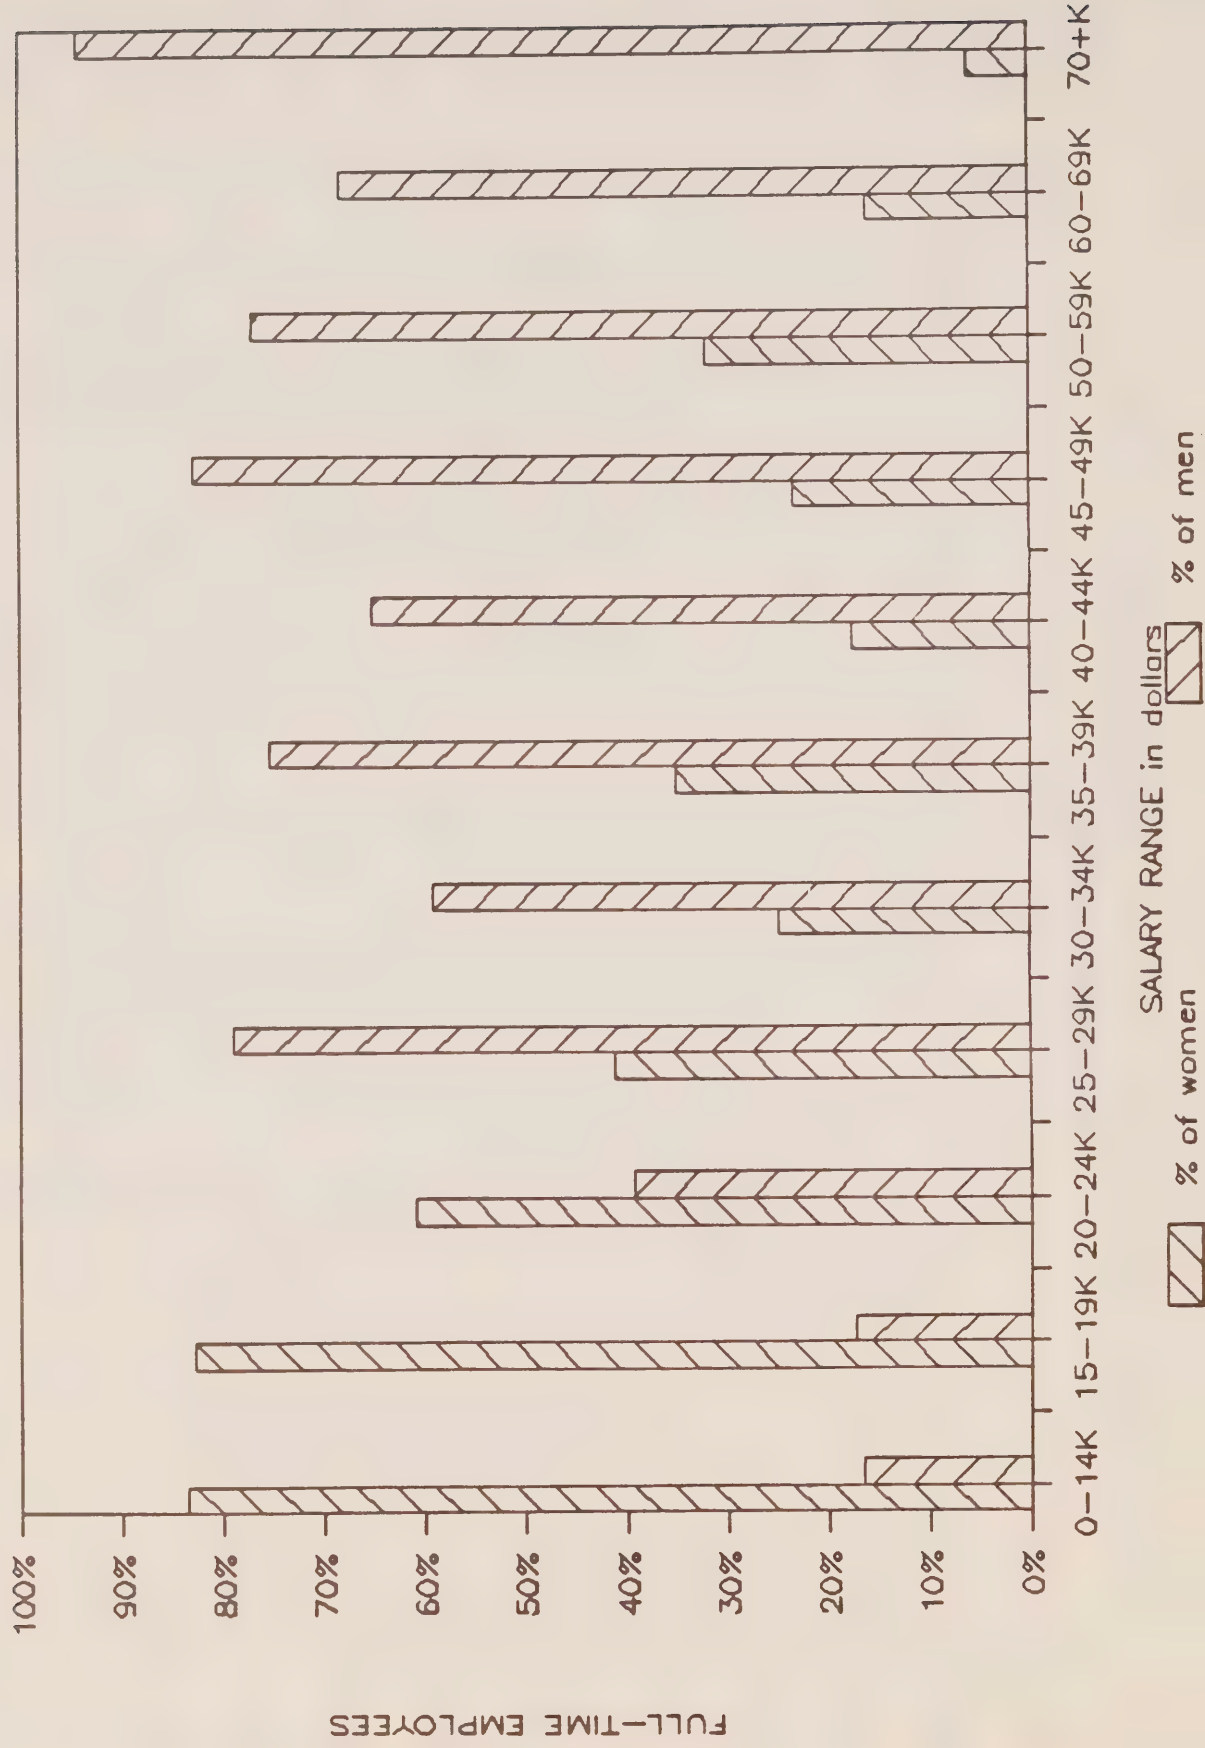 FULL-TIME EMPLOYEES
100%
90%
80%
70%
60%
50%
40%
30%
20%
10%
0%
0-14K 15-19K 20-24K 25-29K 30-34K 35-39K 40-44K 45-49K 50-59K 60-69K 70+K
SALARY RANGE in dollars
% of women % of men